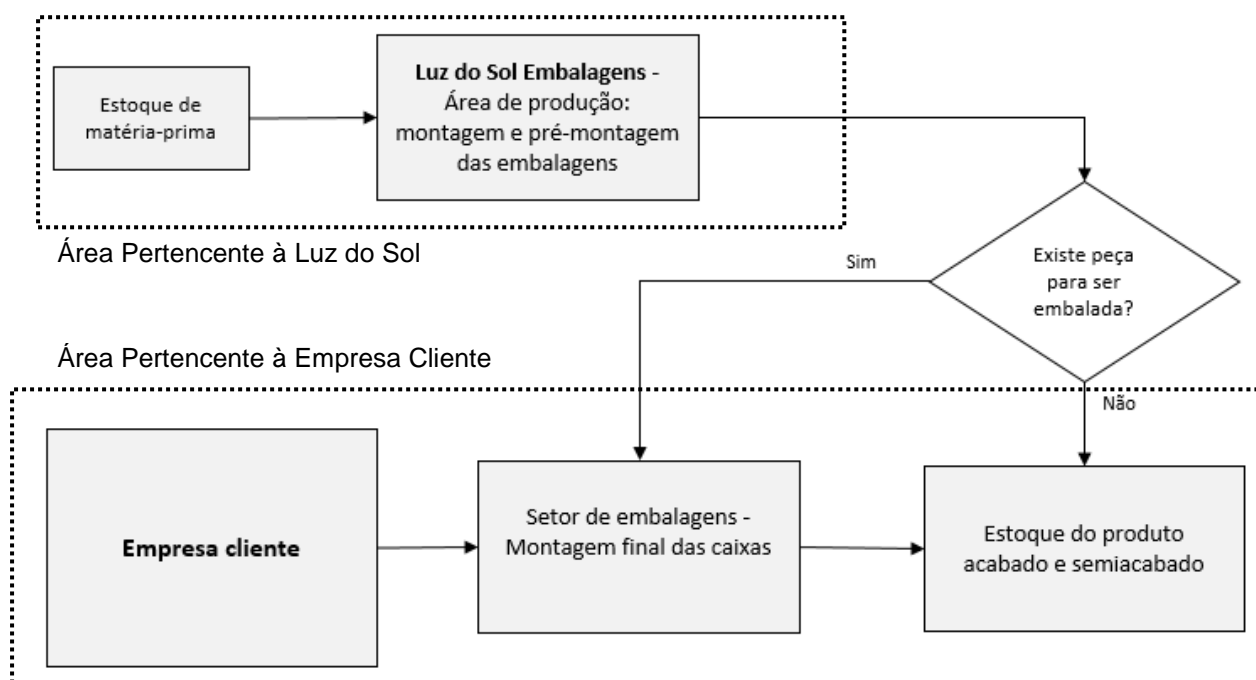 Estoque de
matéria-prima
Luz do Sol Embalagens -
Área de produção:
montagem e pré-montagem
das embalagens
Área Pertencente à Luz do Sol
Existe peça
para ser
embalada?
Sim
Não
Área Pertencente à Empresa Cliente
Empresa cliente
Setor de embalagens -
Montagem final das caixas
Estoque do produto
acabado e semiacabado